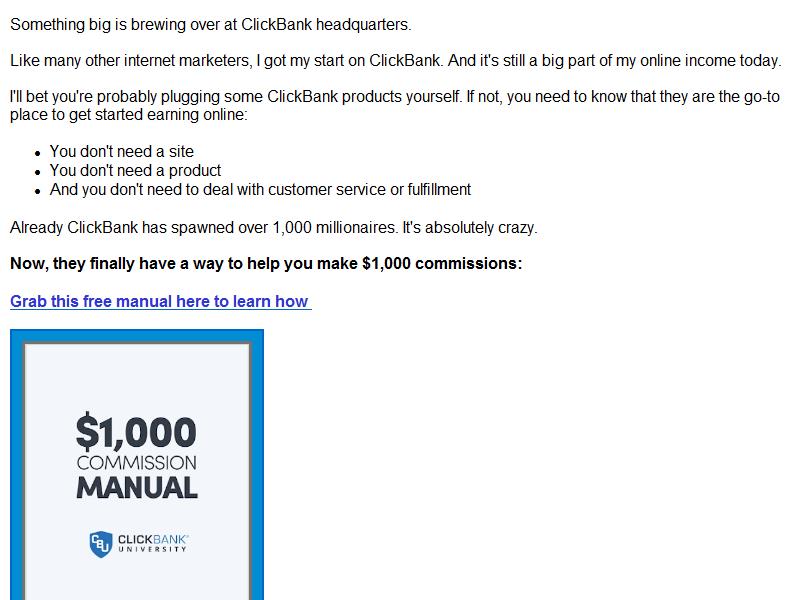 Something big is brewing over at ClickBank headquarters.
Like many other internet marketers, I got my start on ClickBank. And it's still a big part of my online income today.
I'll bet you're probably plugging some ClickBank products yourself. If not, you need to know that they are the go-to
place to get started earning online:
• You don't need a site
• You don't need a product
• And you don't need to deal with customer service or fulfillment
Already ClickBank has spawned over 1,000 millionaires. It's absolutely crazy.
Now, they finally have a way to help you make $1,000 commissions:
Grab this free manual here to learn how
$1,000
COMMISSION
MANUAL
CBU
CLICKBANK
UNIVERSITY